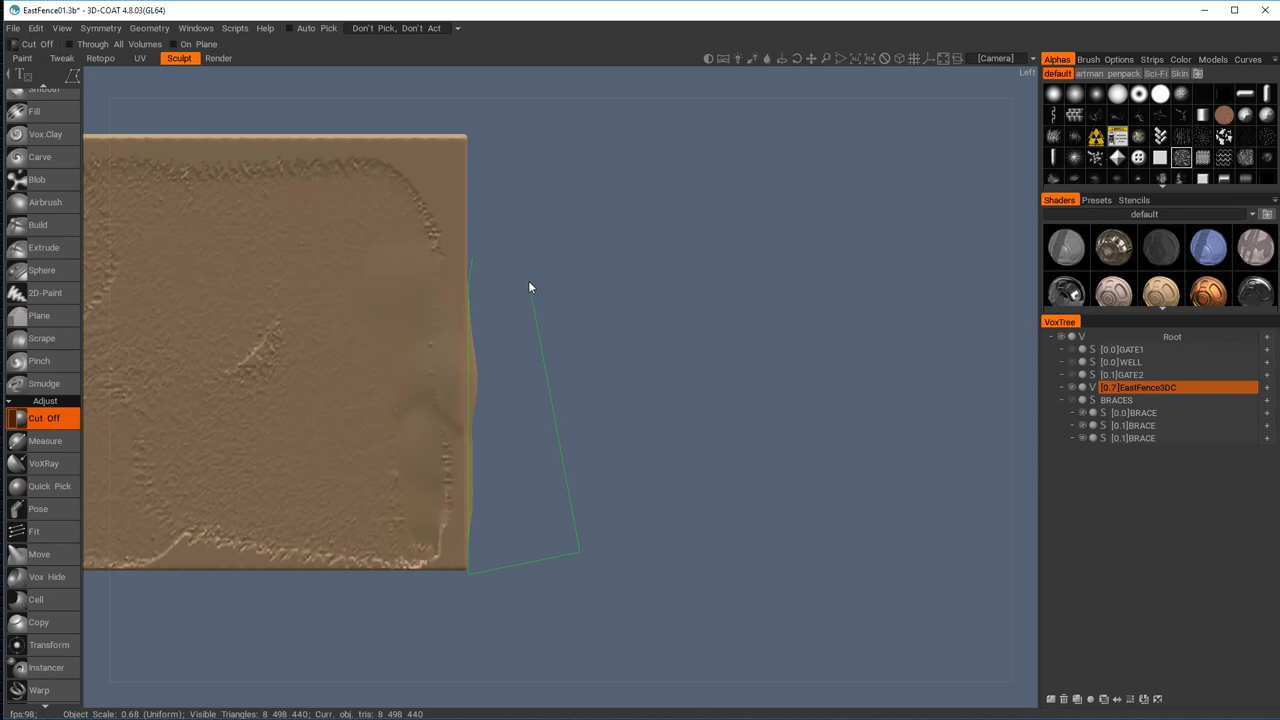 EastFence01.3b* - 3D-COAT 4.8.03(GL64)
File Edit View Symmetry Geometry Windows Scripts Help Auto Pick Don't Pick, Don't Act
Cut Off Through All Volumes On Plane
Paint Tweak Retopo UV Sculpt Render [Camera]
Left
Alphas Brush Options Strips Color Models Curves
default artman penpack Sci-Fi Skin
Smooth
Fill
Vox.Clay
Carve
Blob
Airbrush
Build
Extrude
Sphere
2D-Paint
Plane
Scrape
Pinch
Smudge
Adjust
Cut Off
Measure
VoXRay
Quick Pick
Pose
Fit
Move
Vox Hide
Cell
Copy
Transform
Instancer
Warp
Shaders Presets Stencils
default
VoxTree
V Root +
S [0.0]GATE1 +
S [0.0]WELL +
S [0.1]GATE2 +
V [0.7]EastFence3DC +
S BRACES +
S [0.0]BRACE +
S [0.1]BRACE +
S [0.1]BRACE +
fps:98; Object Scale: 0.68 (Uniform); Visible Triangles: 8 498 440; Curr. obj. tris: 8 498 440;